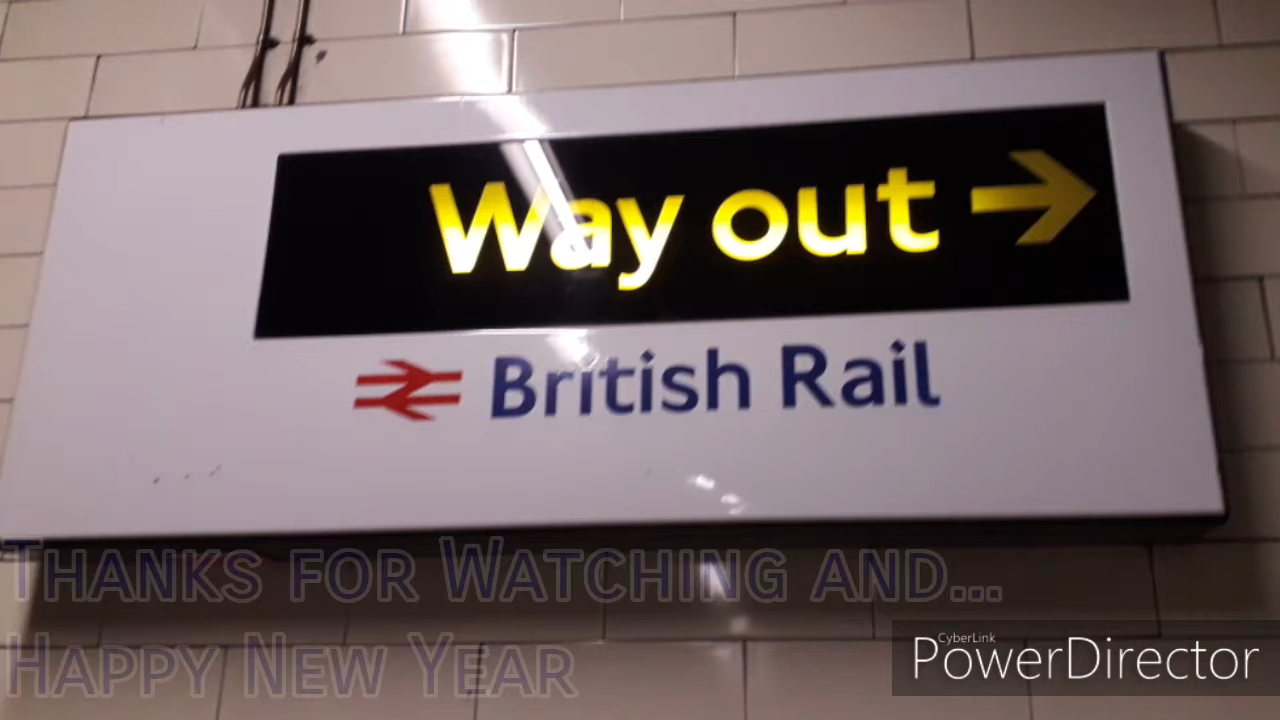 Way out →
British Rail
Thanks for Watching and...
Happy New Year
CyberLink
PowerDirector